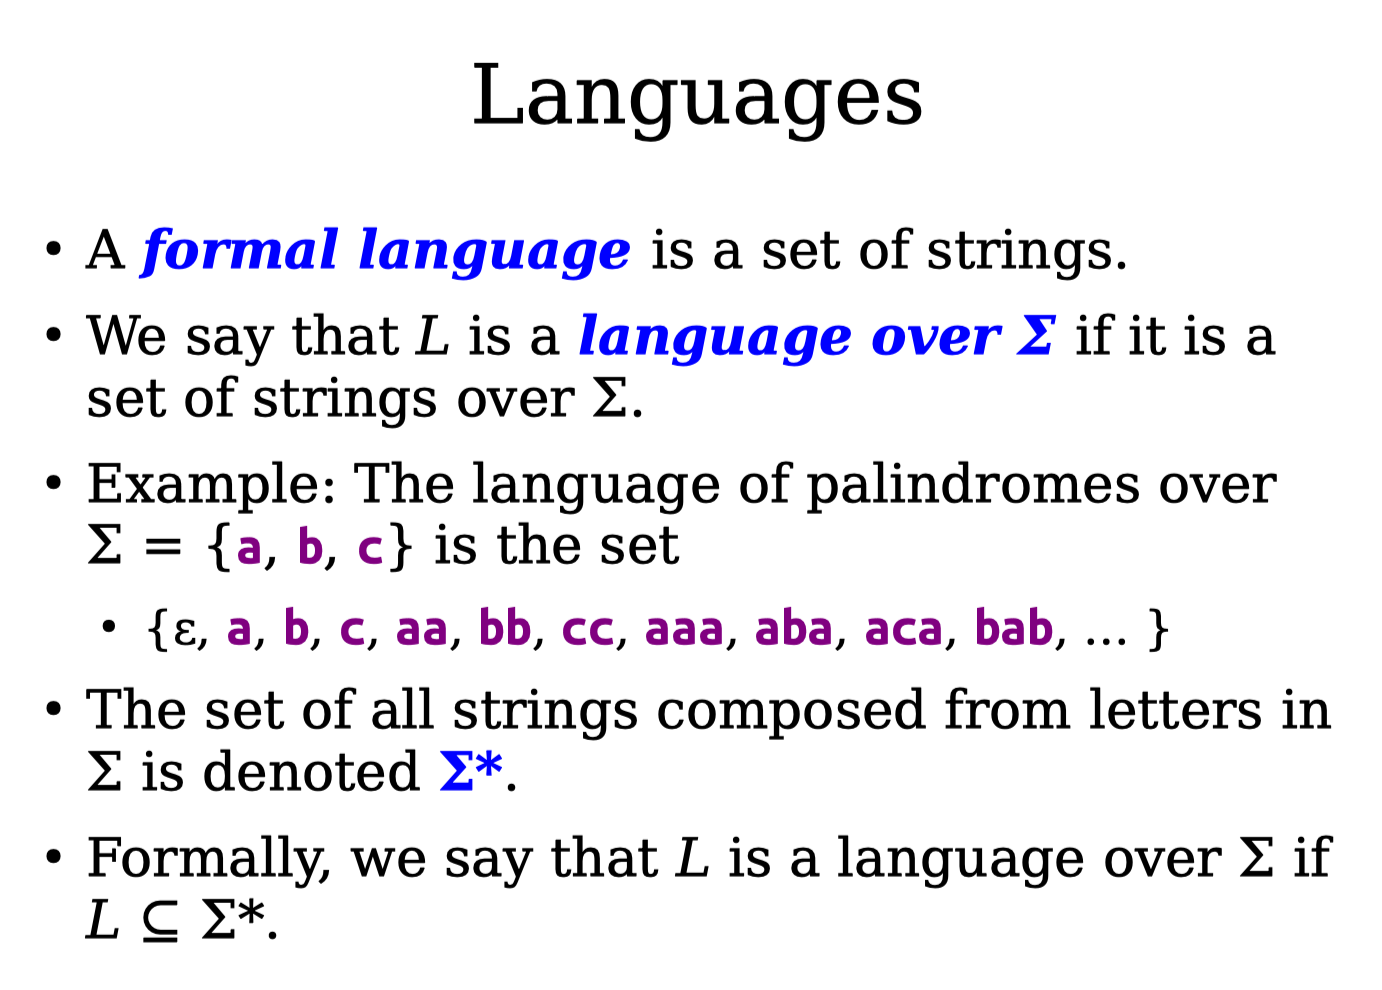 Languages
• A formal language is a set of strings.
• We say that L is a language over Σ if it is a
set of strings over Σ.
• Example: The language of palindromes over
Σ = {a, b, c} is the set
• {ε, a, b, c, aa, bb, cc, aaa, aba, aca, bab, … }
• The set of all strings composed from letters in
Σ is denoted Σ*.
• Formally, we say that L is a language over Σ if
L ⊆ Σ*.